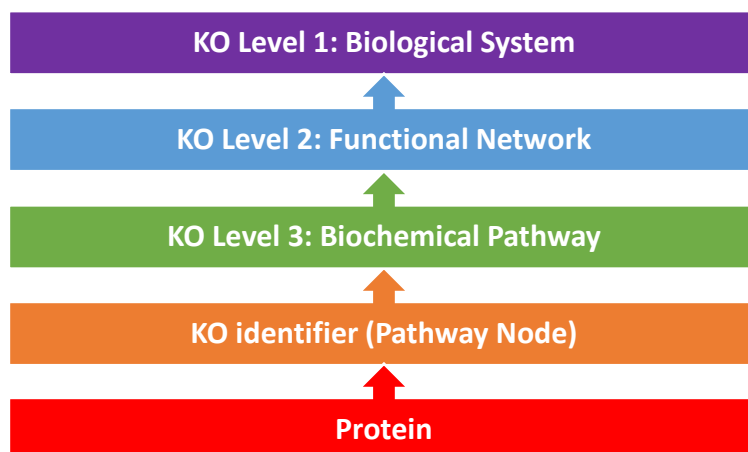 KO Level 1: Biological System
KO Level 2: Functional Network
KO Level 3: Biochemical Pathway
KO identifier (Pathway Node)
Protein